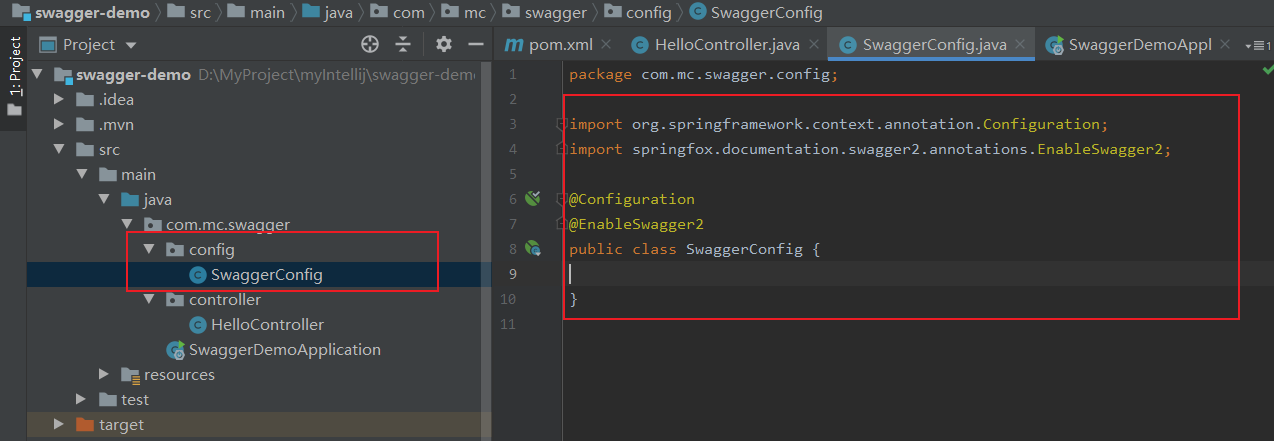 swagger-demo src main java com mc swagger config SwaggerConfig
1: Project
Project
pom.xml HelloController.java SwaggerConfig.java SwaggerDemoAppl 1
swagger-demo D:\MyProject\myIntellij\swagger-demo
.idea
.mvn
src
main
java
com.mc.swagger
config
SwaggerConfig
controller
HelloController
SwaggerDemoApplication
resources
test
target
1 package com.mc.swagger.config;
2
3 import org.springframework.context.annotation.Configuration;
4 import springfox.documentation.swagger2.annotations.EnableSwagger2;
5
6 @Configuration
7 @EnableSwagger2
8 public class SwaggerConfig {
9
10 }
11